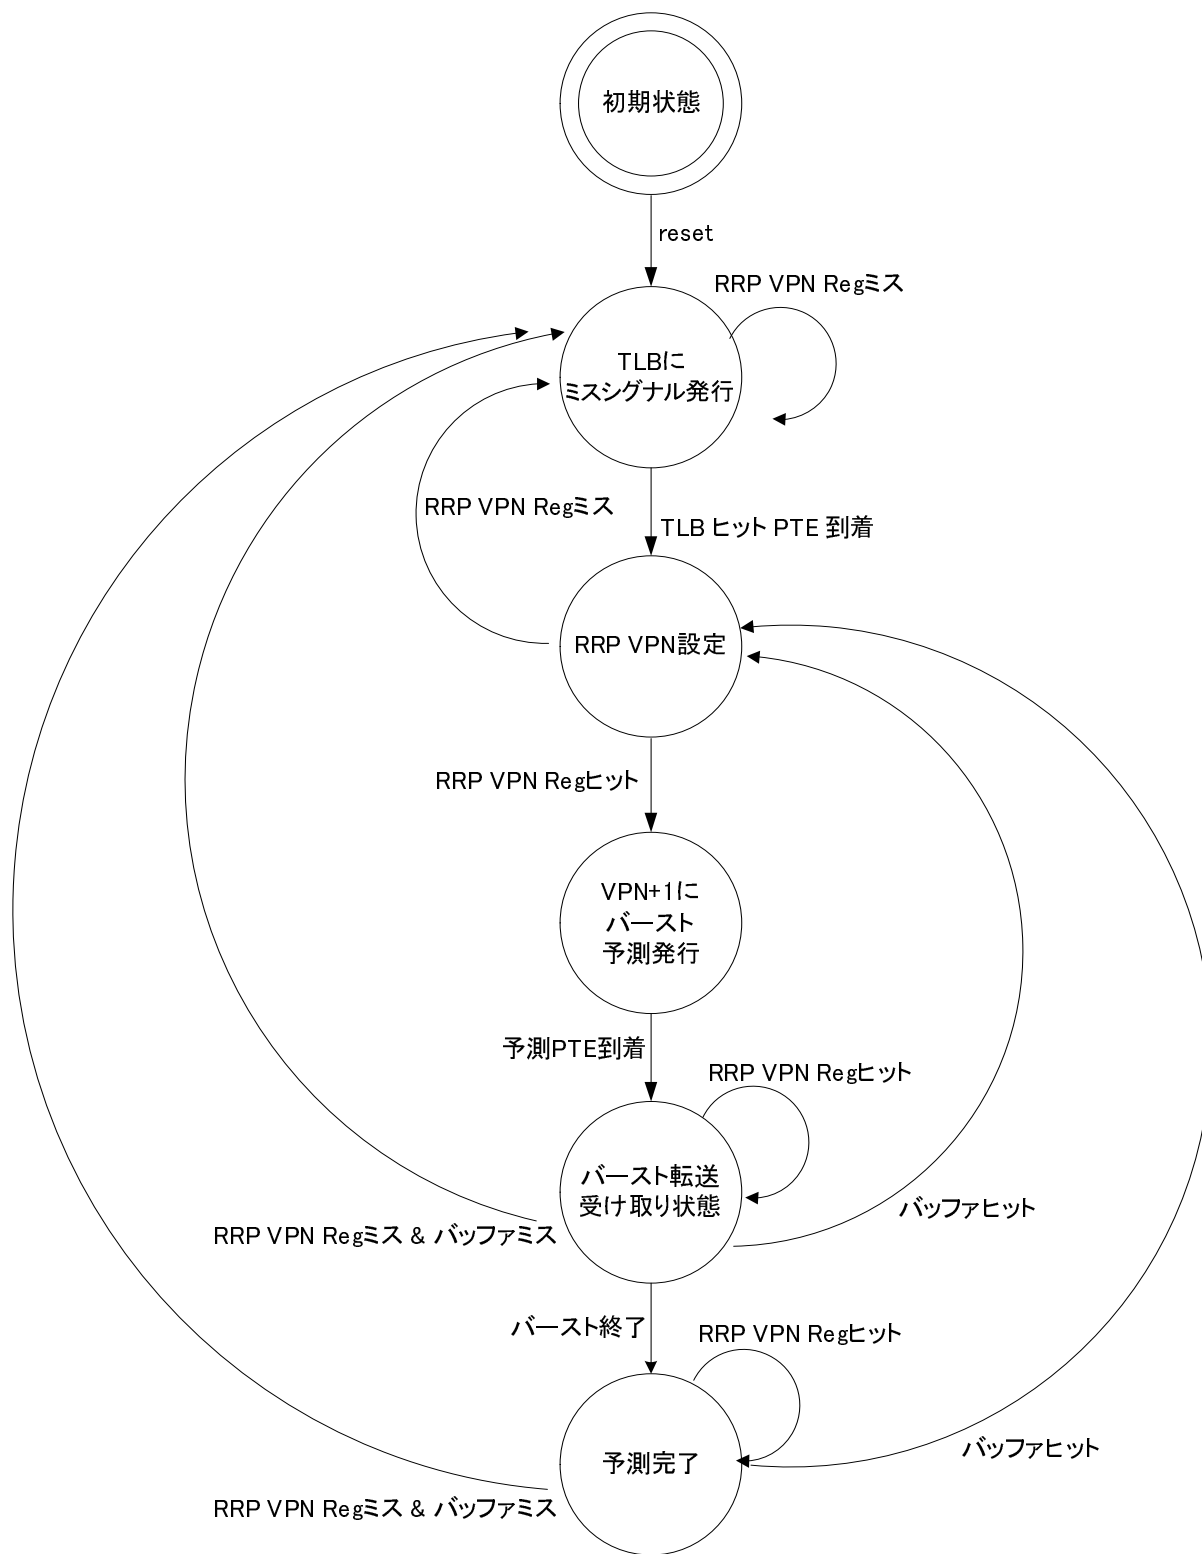 初期状態
reset
RRP VPN Regミス
TLBに
ミスシグナル発行
RRP VPN Regミス
TLB ヒット PTE 到着
RRP VPN設定
RRP VPN Regヒット
VPN+1に
バースト
予測発行
予測PTE到着
RRP VPN Regヒット
バースト転送
受け取り状態
バッファヒット
RRP VPN Regミス & バッファミス
バースト終了
RRP VPN Regヒット
バッファヒット
予測完了
RRP VPN Regミス & バッファミス